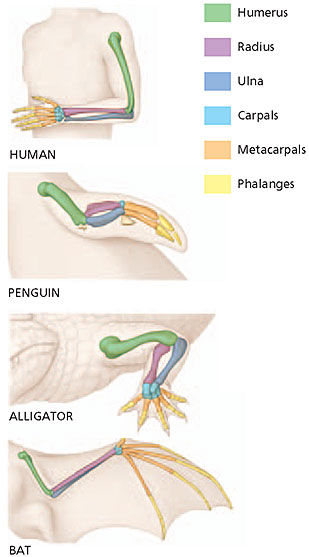 Humerus
Radius
Ulna
Carpals
Metacarpals
Phalanges
HUMAN
PENGUIN
ALLIGATOR
BAT